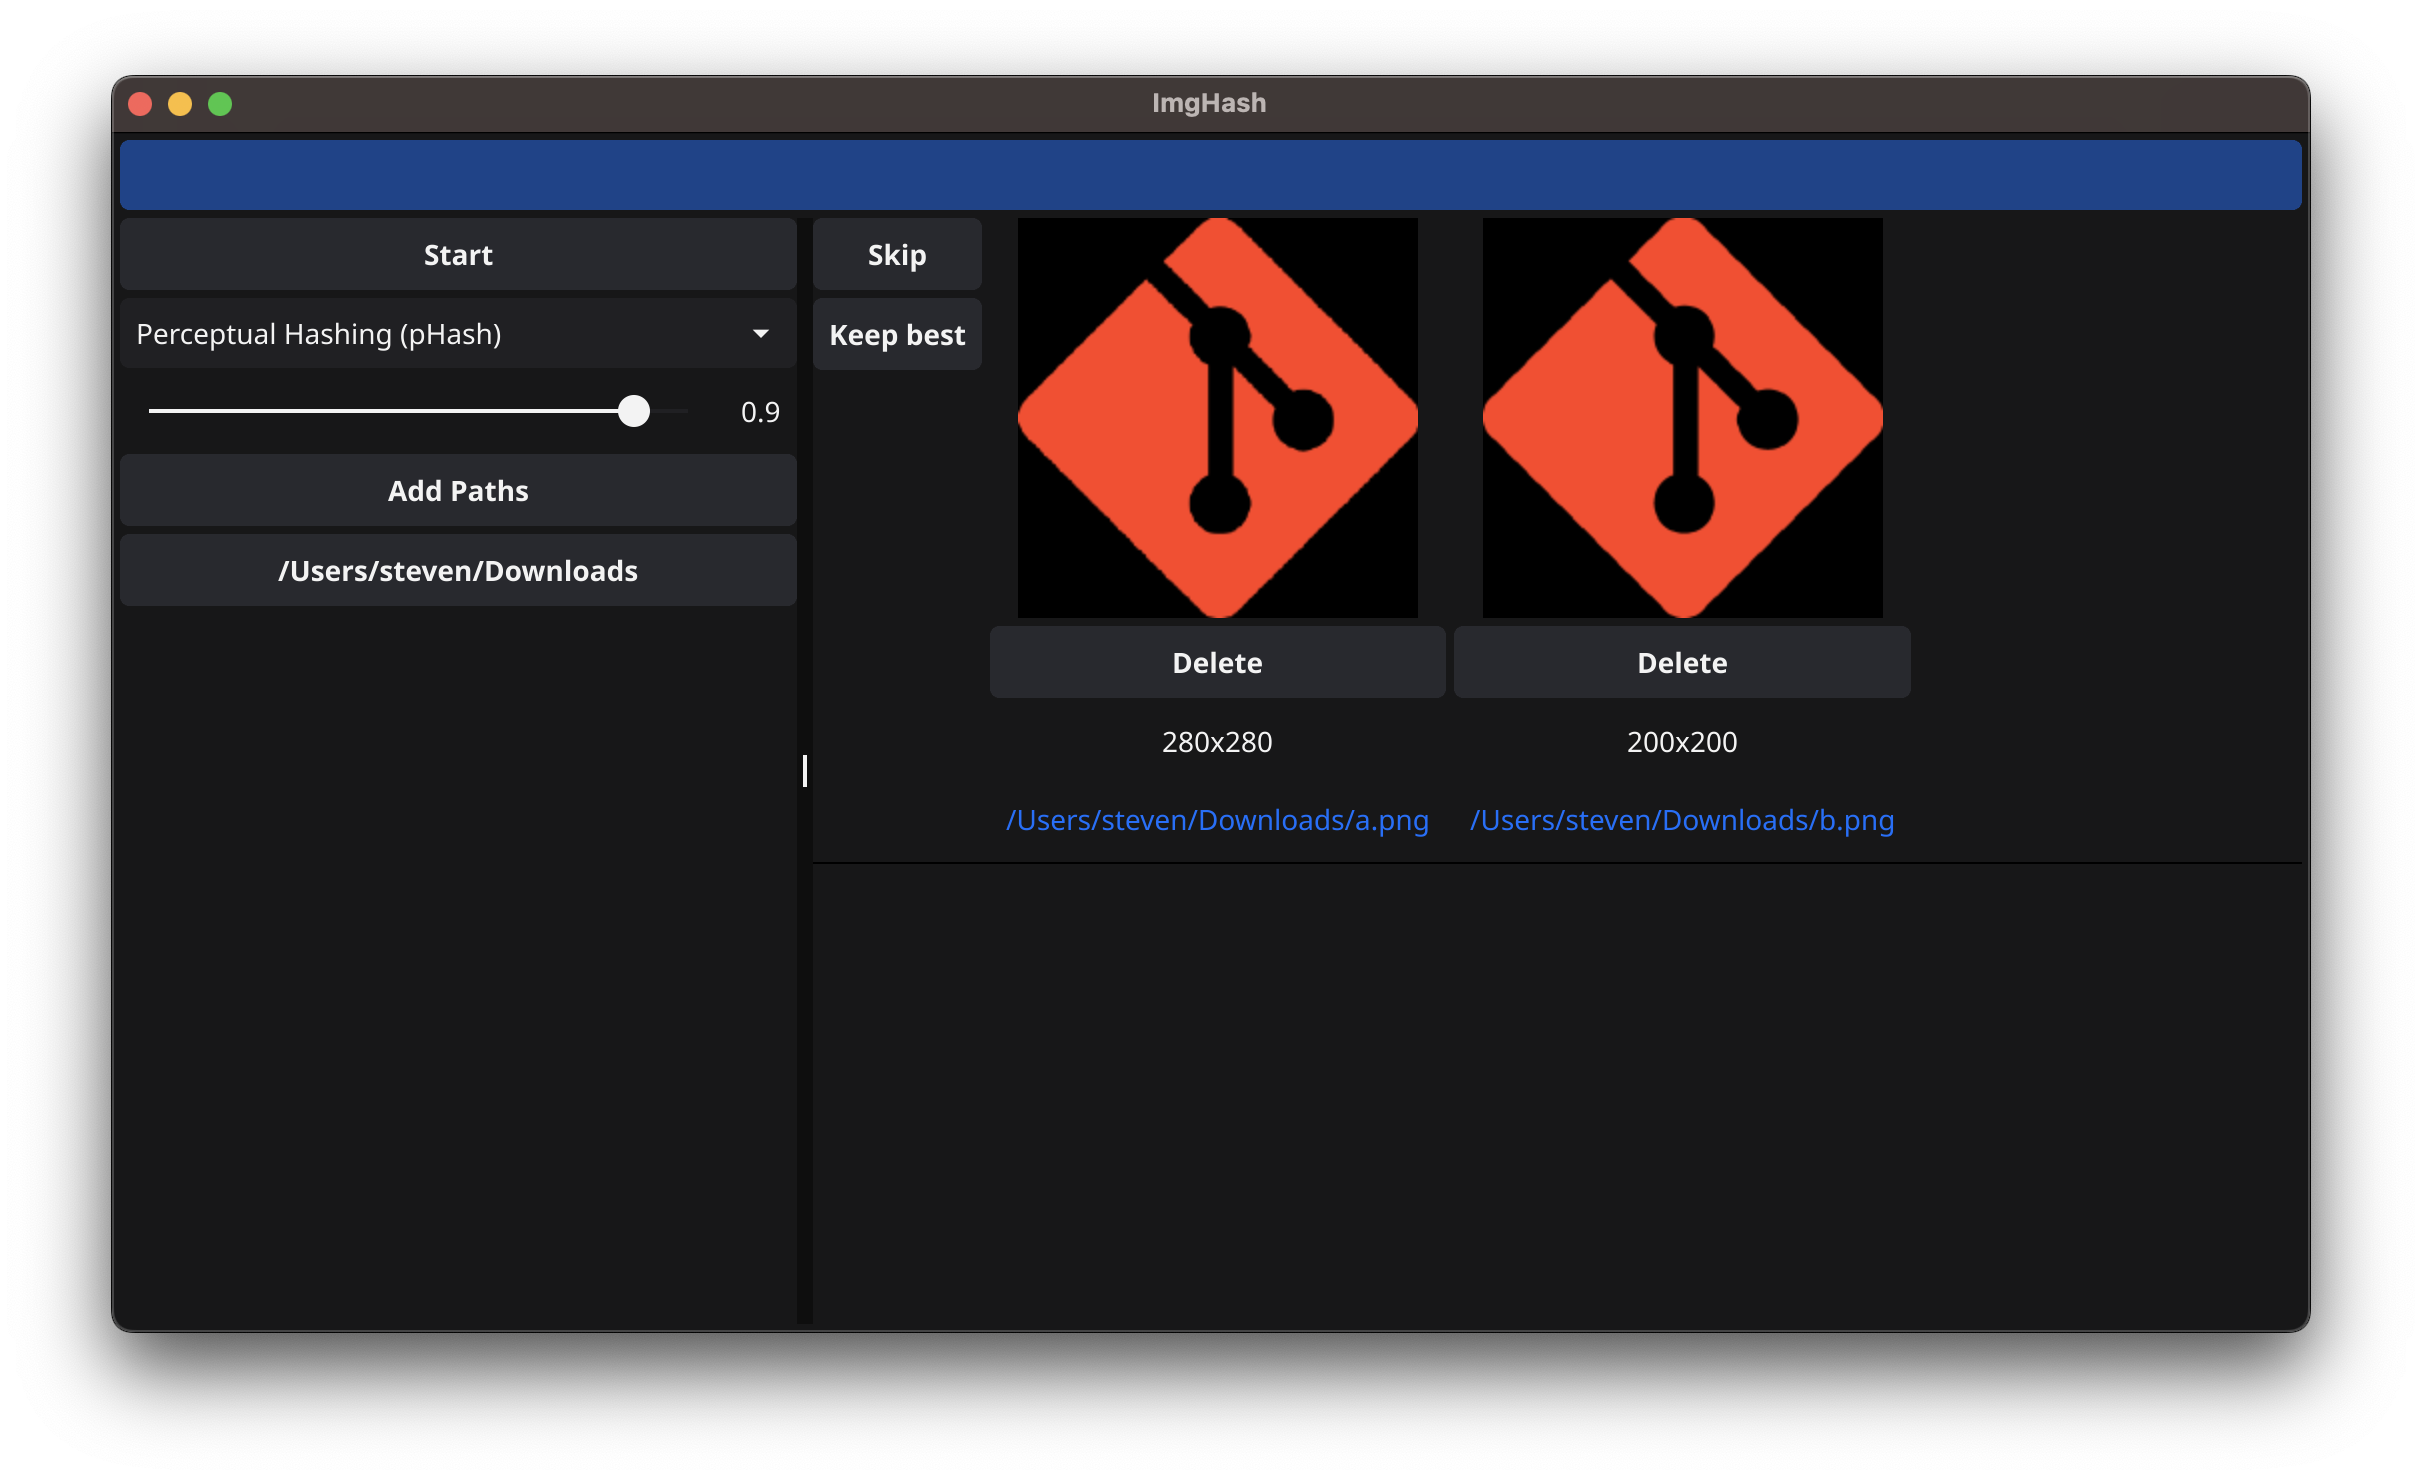 ImgHash
Start
Perceptual Hashing (pHash)
0.9
Add Paths
/Users/steven/Downloads
Skip
Keep best
Delete
280x280
/Users/steven/Downloads/a.png
Delete
200x200
/Users/steven/Downloads/b.png